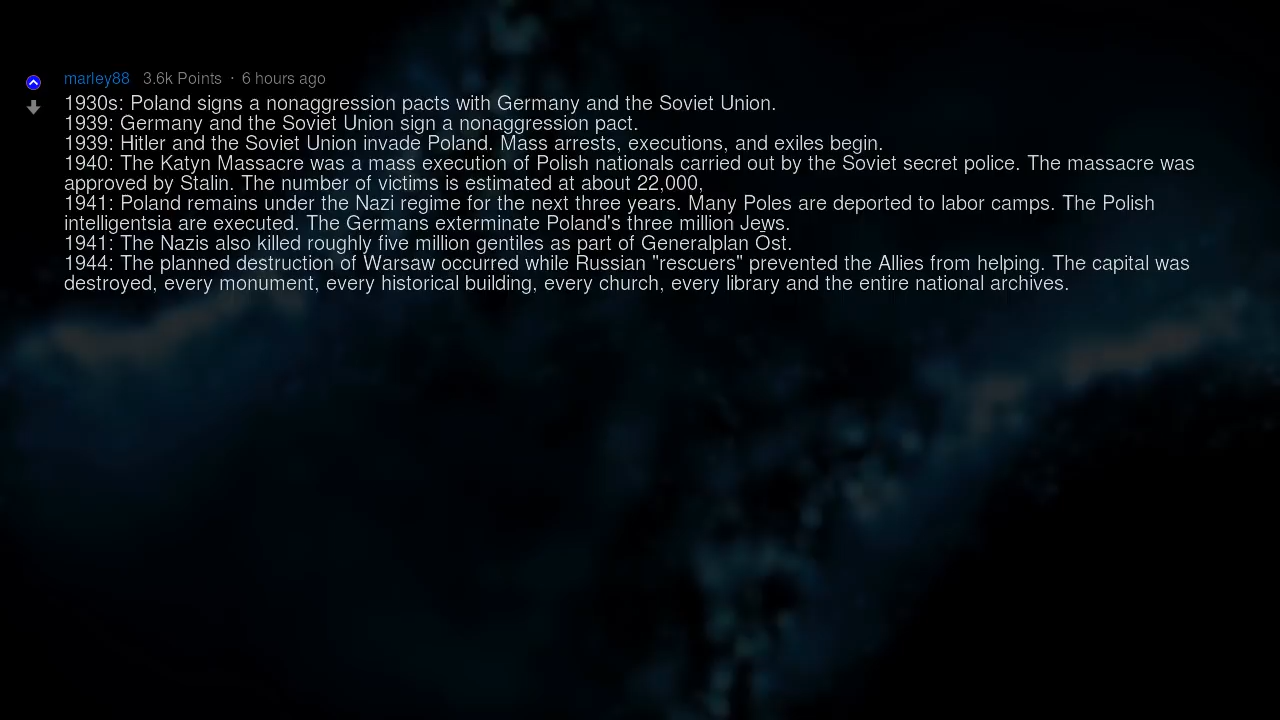 marley88 3.6k Points · 6 hours ago
1930s: Poland signs a nonaggression pacts with Germany and the Soviet Union.
1939: Germany and the Soviet Union sign a nonaggression pact.
1939: Hitler and the Soviet Union invade Poland. Mass arrests, executions, and exiles begin.
1940: The Katyn Massacre was a mass execution of Polish nationals carried out by the Soviet secret police. The massacre was
approved by Stalin. The number of victims is estimated at about 22,000,
1941: Poland remains under the Nazi regime for the next three years. Many Poles are deported to labor camps. The Polish
intelligentsia are executed. The Germans exterminate Poland's three million Jews.
1941: The Nazis also killed roughly five million gentiles as part of Generalplan Ost.
1944: The planned destruction of Warsaw occurred while Russian "rescuers" prevented the Allies from helping. The capital was
destroyed, every monument, every historical building, every church, every library and the entire national archives.